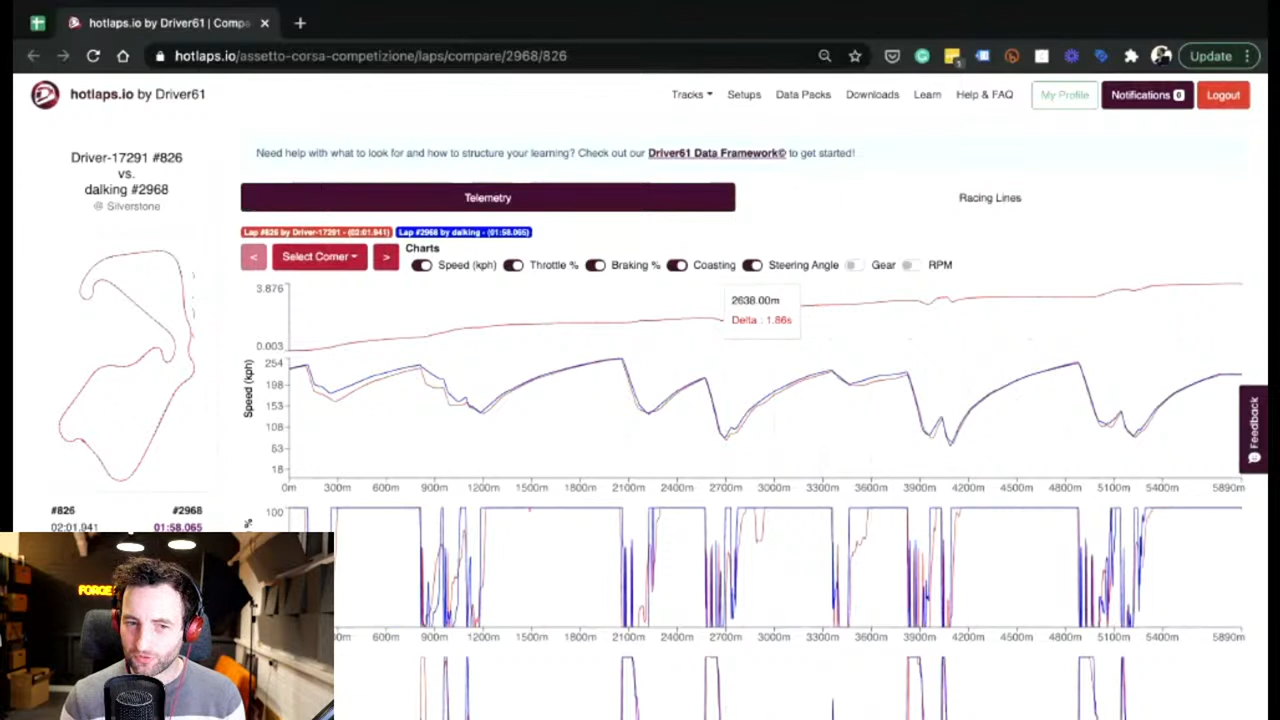 hotlaps.io by Driver61 | Compa
hotlaps.io/assetto-corsa-competizione/laps/compare/2968/826
Update
hotlaps.io by Driver61
Tracks
Setups
Data Packs
Downloads
Learn
Help & FAQ
My Profile
Notifications 0
Logout
Driver-17291 #826
vs.
dalking #2968
@ Silverstone
Need help with what to look for and how to structure your learning? Check out our Driver61 Data Framework© to get started!
Telemetry
Racing Lines
Lap #826 by Driver-17291 - (02:01.941)
Lap #2968 by dalking - (01:58.065)
Charts
<
Select Corner
>
Speed (kph)
Throttle %
Braking %
Coasting
Steering Angle
Gear
RPM
3.876
0.003
2638.00m
Delta : 1.86s
Speed (kph)
254
198
153
108
53
18
0m 300m 600m 900m 1200m 1500m 1800m 2100m 2400m 2700m 3000m 3300m 3600m 3900m 4200m 4500m 4800m 5100m 5400m 5890m
Feedback
#826 #2968
02:01.941 01:58.065
%
100
0m 600m 900m 1200m 1500m 1800m 2100m 2400m 2700m 3000m 3300m 3600m 3900m 4200m 4500m 4800m 5100m 5400m 5890m
FORGE